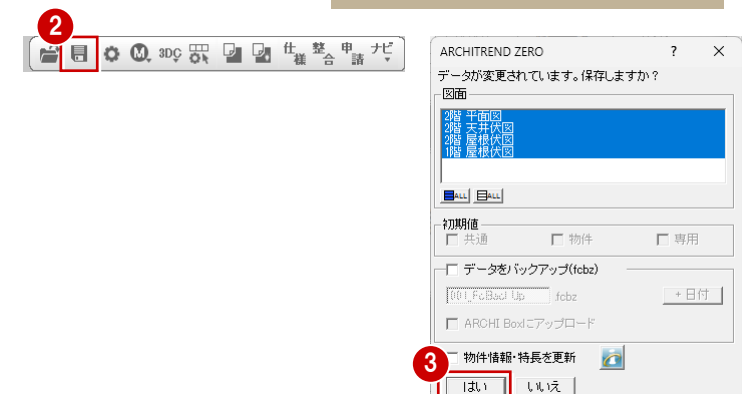 2
M 3DC 仕様 整合 申請 ナビ
ARCHITREND ZERO ? ×
データが変更されています。保存しますか？
図面
2階 平面図
2階 天井伏図
2階 屋根伏図
1階 屋根伏図
ALL ALL
初期値
共通 物件 専用
データをバックアップ(fcbz)
001_FcBack Up .fcbz +日付
ARCHI Boxにアップロード
3
物件情報・特長を更新
はい いいえ